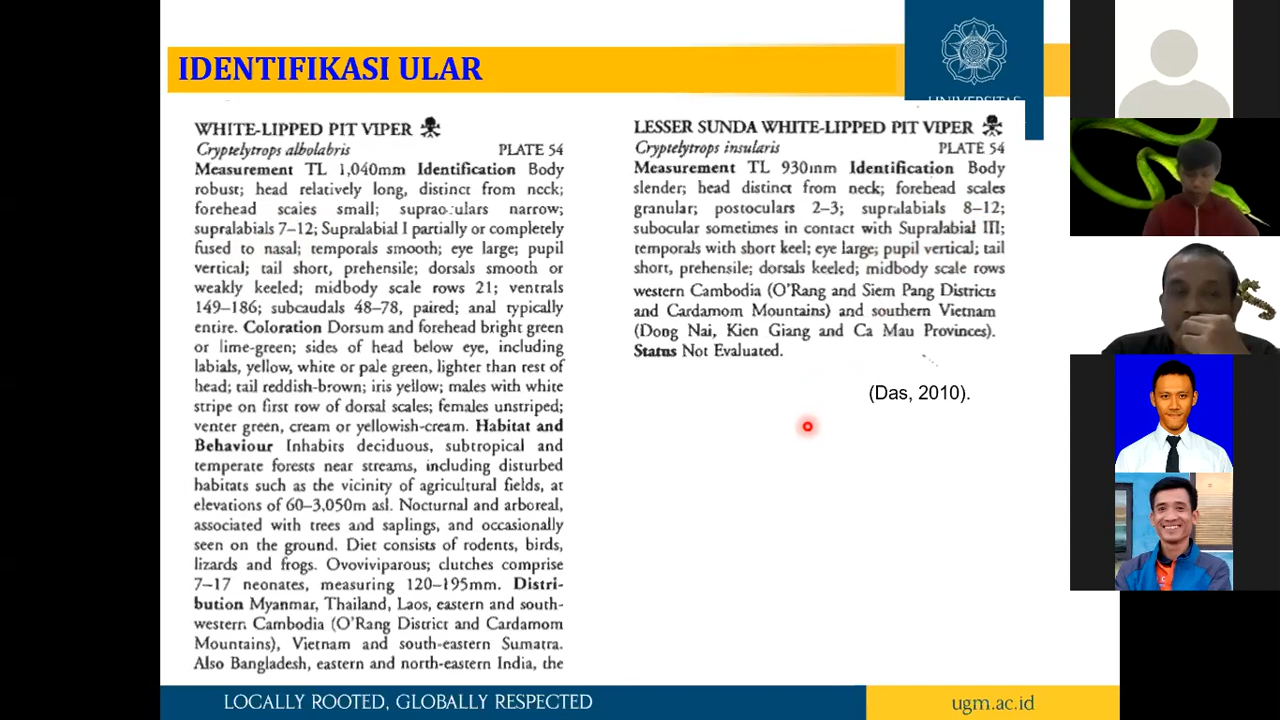 IDENTIFIKASI ULAR
WHITE-LIPPED PIT VIPER
Cryptelytrops albolabris PLATE 54
Measurement TL 1,040mm Identification Body
robust; head relatively long, distinct from neck;
forehead scales small; supraoculars narrow;
supralabials 7–12; Supralabial I partially or completely
fused to nasal; temporals smooth; eye large; pupil
vertical; tail short, prehensile; dorsals smooth or
weakly keeled; midbody scale rows 21; ventrals
149–186; subcaudals 48–78, paired; anal typically
entire. Coloration Dorsum and forehead bright green
or lime-green; sides of head below eye, including
labials, yellow, white or pale green, lighter than rest of
head; tail reddish-brown; iris yellow; males with white
stripe on first row of dorsal scales; females unstriped;
venter green, cream or yellowish-cream. Habitat and
Behaviour Inhabits deciduous, subtropical and
temperate forests near streams, including disturbed
habitats such as the vicinity of agricultural fields, at
elevations of 60–3,050m asl. Nocturnal and arboreal,
associated with trees and saplings, and occasionally
seen on the ground. Diet consists of rodents, birds,
lizards and frogs. Ovoviviparous; clutches comprise
7–17 neonates, measuring 120–195mm. Distri-
bution Myanmar, Thailand, Laos, eastern and south-
western Cambodia (O'Rang District and Cardamom
Mountains), Vietnam and south-eastern Sumatra.
Also Bangladesh, eastern and north-eastern India, the
LESSER SUNDA WHITE-LIPPED PIT VIPER
Cryptelytrops insularis PLATE 54
Measurement TL 930mm Identification Body
slender; head distinct from neck; forehead scales
granular; postoculars 2–3; supralabials 8–12;
subocular sometimes in contact with Supralabial III;
temporals with short keel; eye large; pupil vertical; tail
short, prehensile; dorsals keeled; midbody scale rows
western Cambodia (O'Rang and Siem Pang Districts
and Cardamom Mountains) and southern Vietnam
(Dong Nai, Kien Giang and Ca Mau Provinces).
Status Not Evaluated.
(Das, 2010).
UNIVERSITAS
LOCALLY ROOTED, GLOBALLY RESPECTED
ugm.ac.id